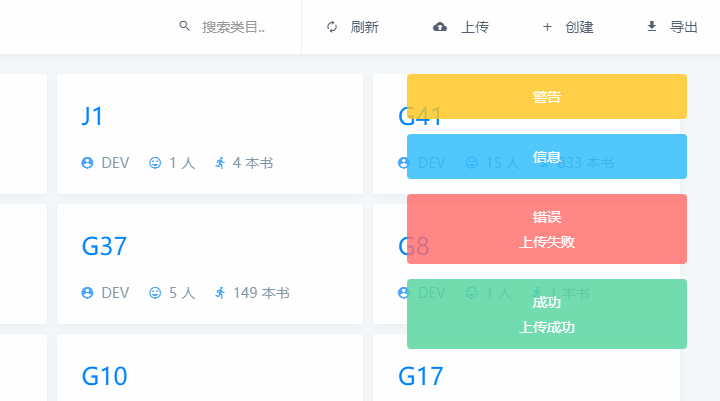 搜索类目.. 刷新 上传 创建 导出
J1
DEV 1 人 4 本书
G41
DEV 15 人 633 本书
G37
DEV 5 人 149 本书
G8
DEV 1 人 1 本书
G10
G17
警告
信息
错误
上传失败
成功
上传成功